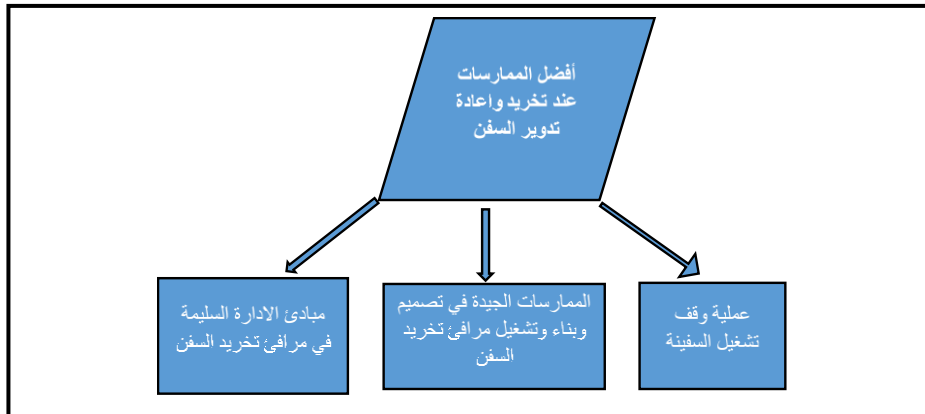 أفضل الممارسات
عند تخريد واعادة
تدوير السفن
عملية وقف
تشغيل السفينة
الممارسات الجيدة في تصميم
وبناء وتشغيل مرافئ تخريد
السفن
مبادئ الادارة السليمة
في مرافئ تخريد السفن